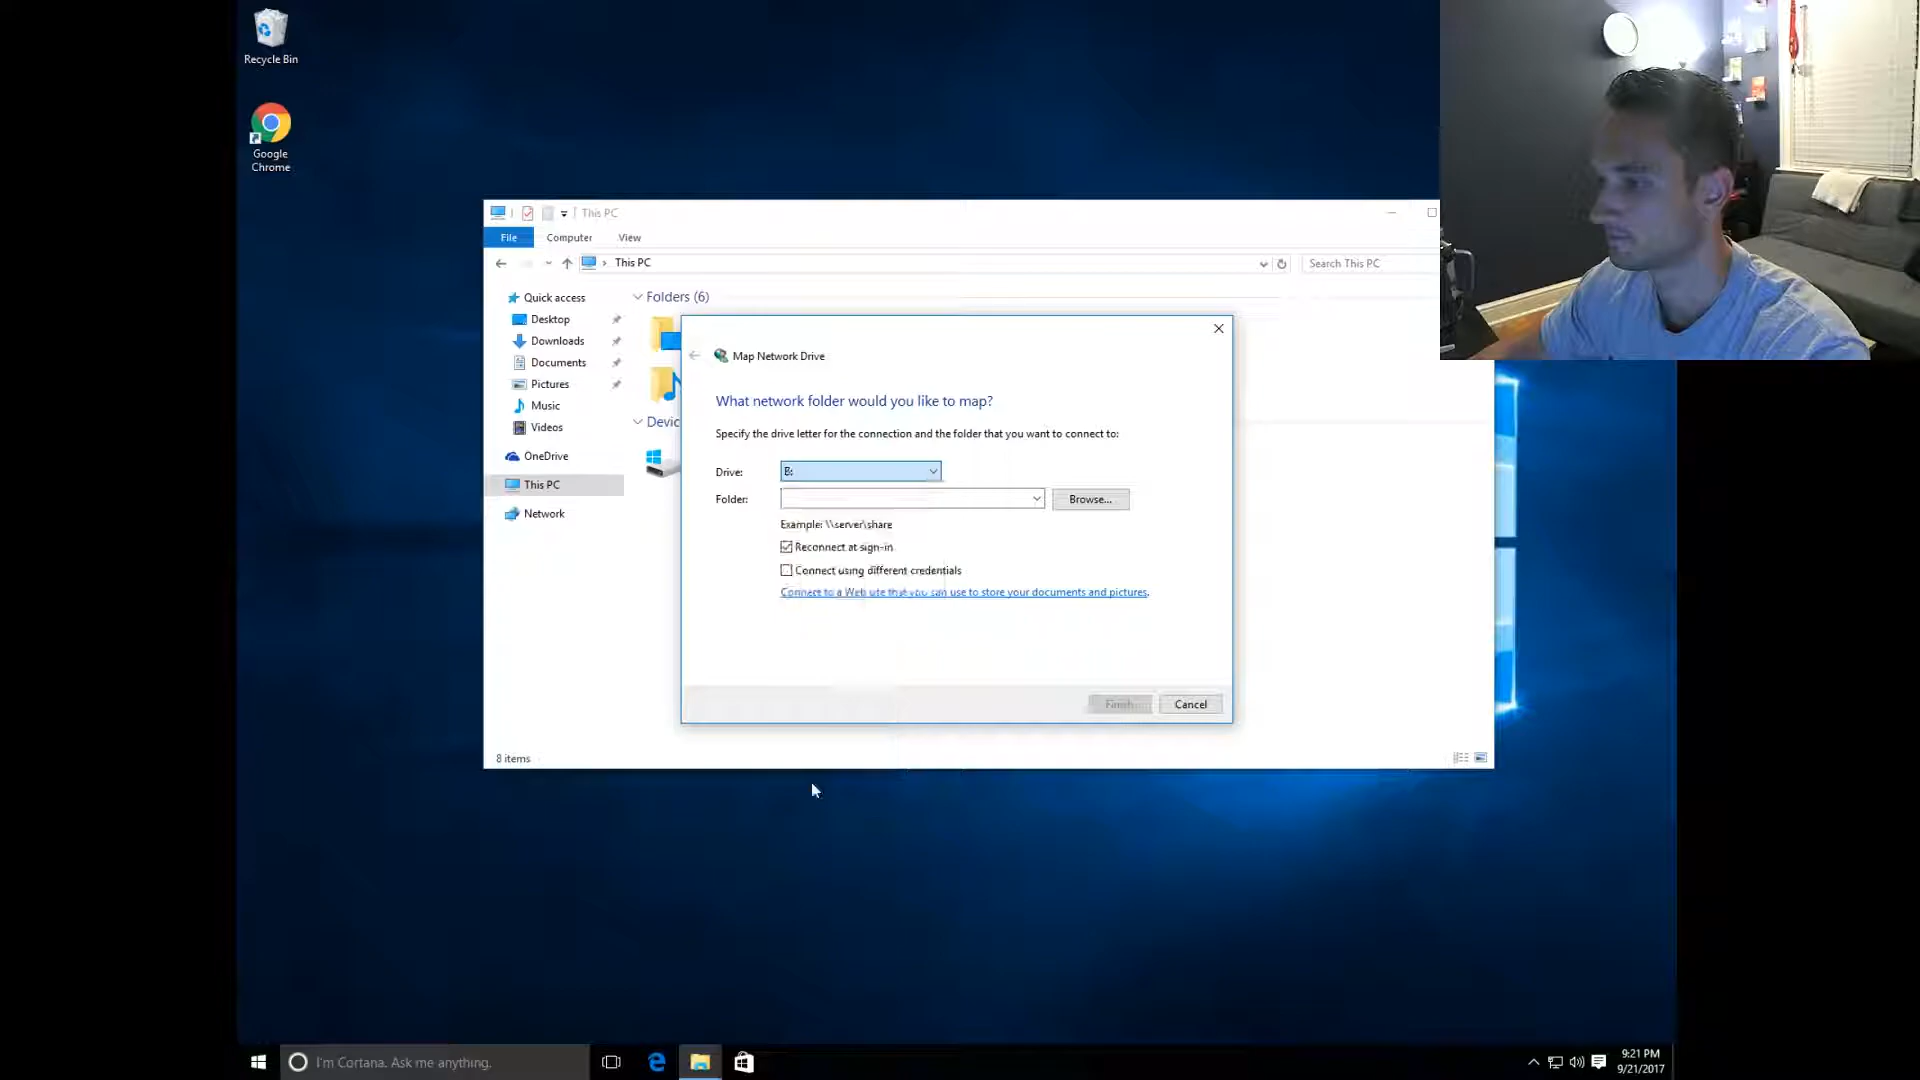 Recycle Bin
Google
Chrome
This PC
File
Computer
View
This PC
Search This PC
Quick access
Desktop
Downloads
Documents
Pictures
Music
Videos
OneDrive
This PC
Network
Folders (6)
Devic
Map Network Drive
What network folder would you like to map?
Specify the drive letter for the connection and the folder that you want to connect to:
Drive:
Folder:
Browse...
Example: \\server\share
Reconnect at sign-in
Connect using different credentials
Connect to a Web site that you can use to store your documents and pictures.
Finish
Cancel
8 items
I'm Cortana. Ask me anything.
9:21 PM
9/21/2017